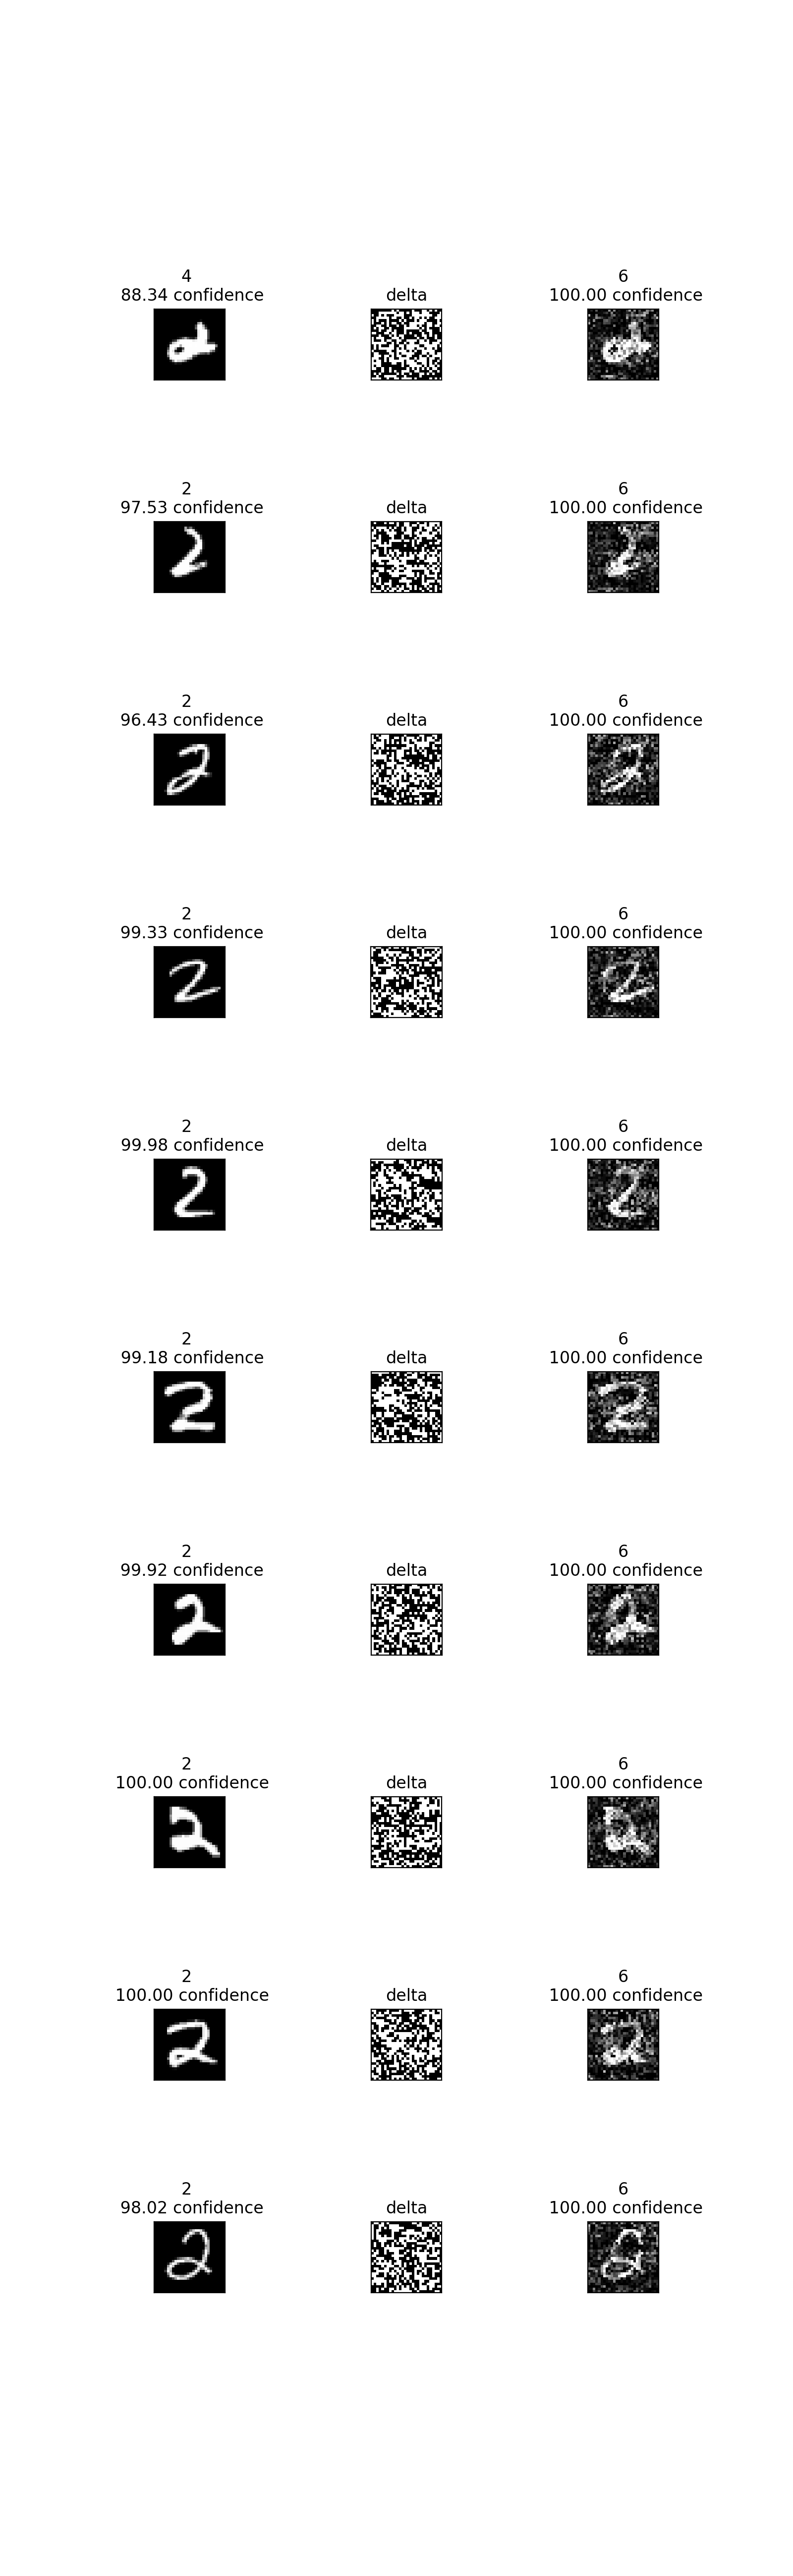 4
88.34 confidence
delta
6
100.00 confidence
2
97.53 confidence
delta
6
100.00 confidence
2
96.43 confidence
delta
6
100.00 confidence
2
99.33 confidence
delta
6
100.00 confidence
2
99.98 confidence
delta
6
100.00 confidence
2
99.18 confidence
delta
6
100.00 confidence
2
99.92 confidence
delta
6
100.00 confidence
2
100.00 confidence
delta
6
100.00 confidence
2
100.00 confidence
delta
6
100.00 confidence
2
98.02 confidence
delta
6
100.00 confidence